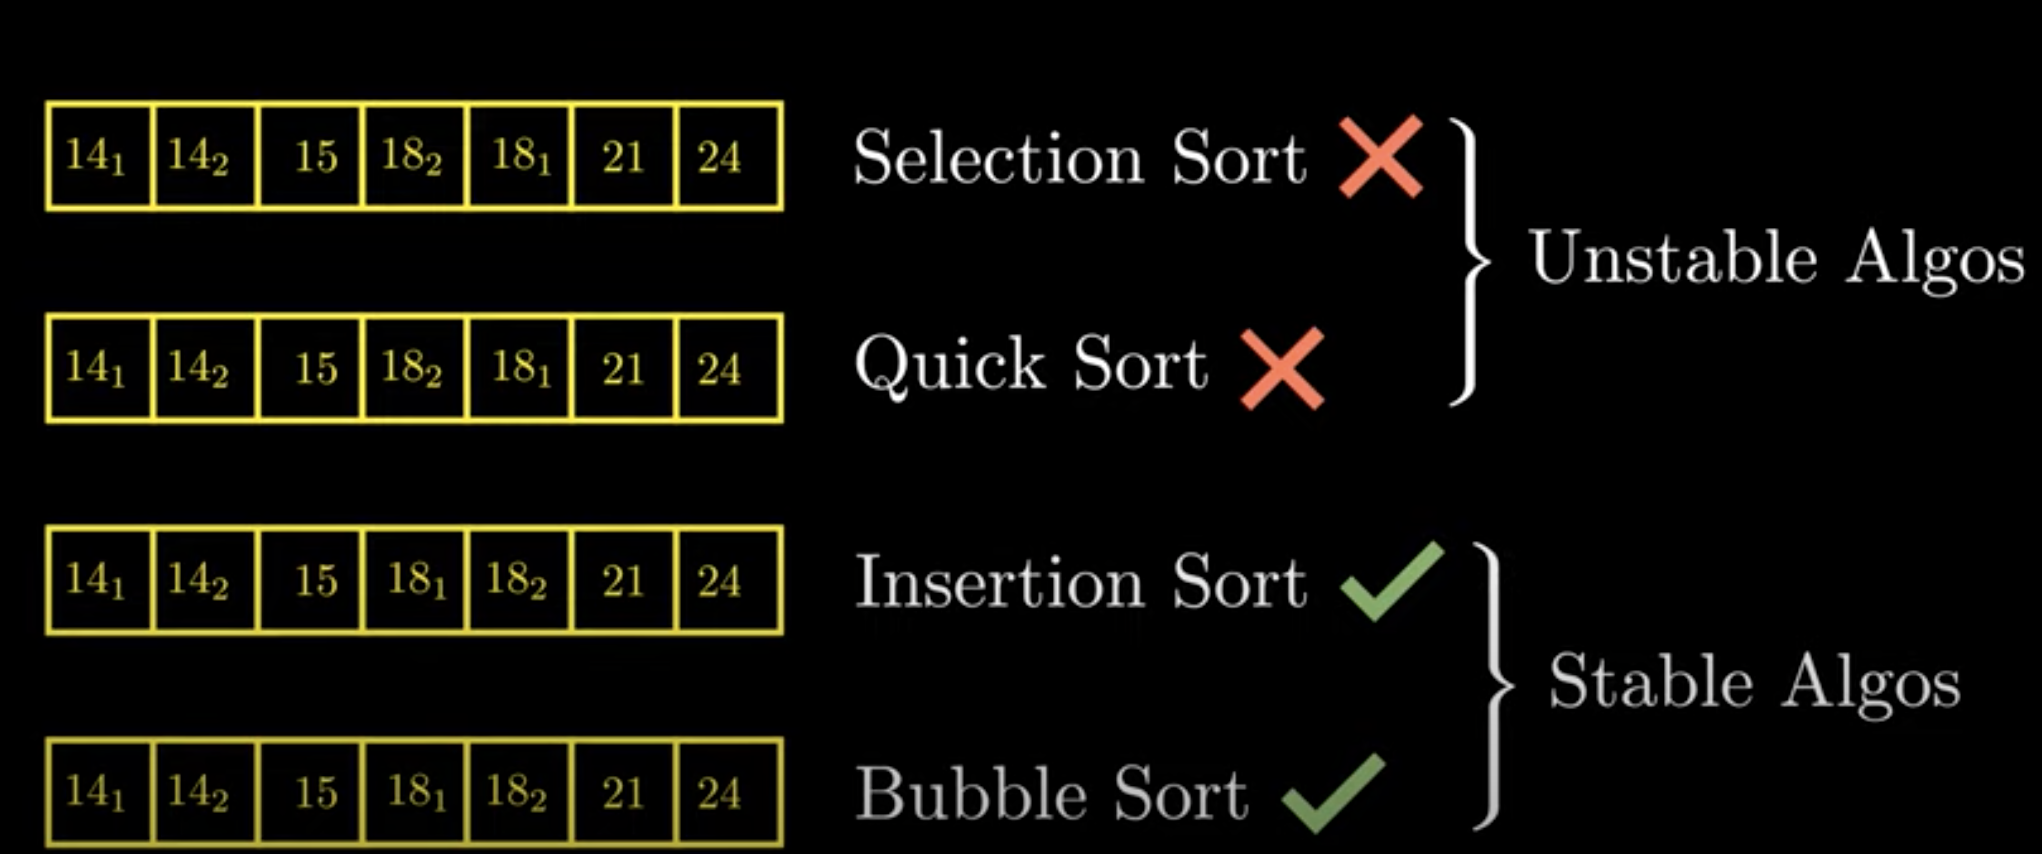 14₁ 14₂ 15 18₂ 18₁ 21 24 Selection Sort
Unstable Algos
14₁ 14₂ 15 18₂ 18₁ 21 24 Quick Sort
14₁ 14₂ 15 18₁ 18₂ 21 24 Insertion Sort
Stable Algos
14₁ 14₂ 15 18₁ 18₂ 21 24 Bubble Sort